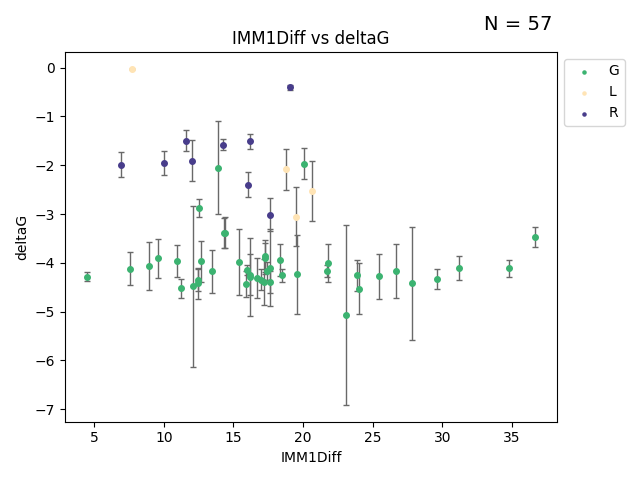 N = 57
IMM1Diff vs deltaG
G
L
R
0
−1
−2
−3
−4
−5
−6
−7
deltaG
5 10 15 20 25 30 35
IMM1Diff